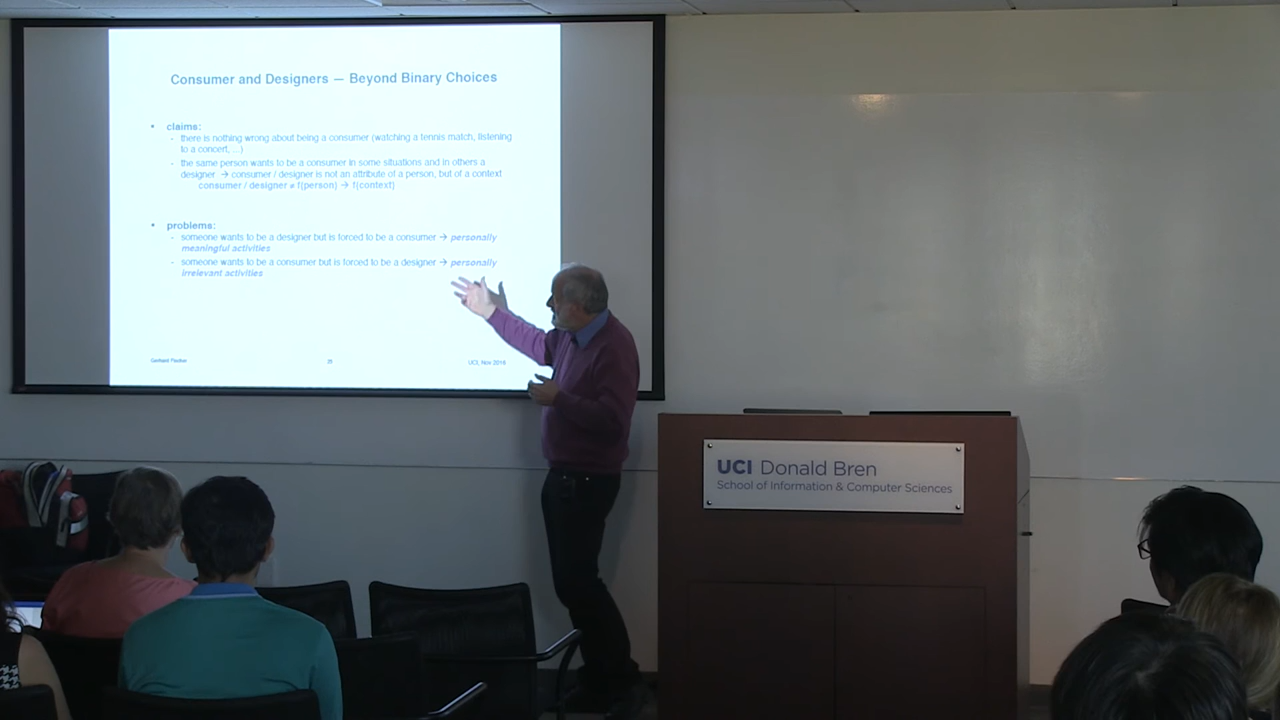 Consumer and Designers — Beyond Binary Choices
• claims:
- there is nothing wrong about being a consumer (watching a tennis match, listening
to a concert, ...)
- the same person wants to be a consumer in some situations and in others a
designer → consumer / designer is not an attribute of a person, but of a context
consumer / designer ≠ f(person) → f(context)
• problems:
- someone wants to be a designer but is forced to be a consumer → personally
meaningful activities
- someone wants to be a consumer but is forced to be a designer → personally
irrelevant activities
Gerhard Fischer
25
UCI, Nov 2016
UCI Donald Bren
School of Information & Computer Sciences